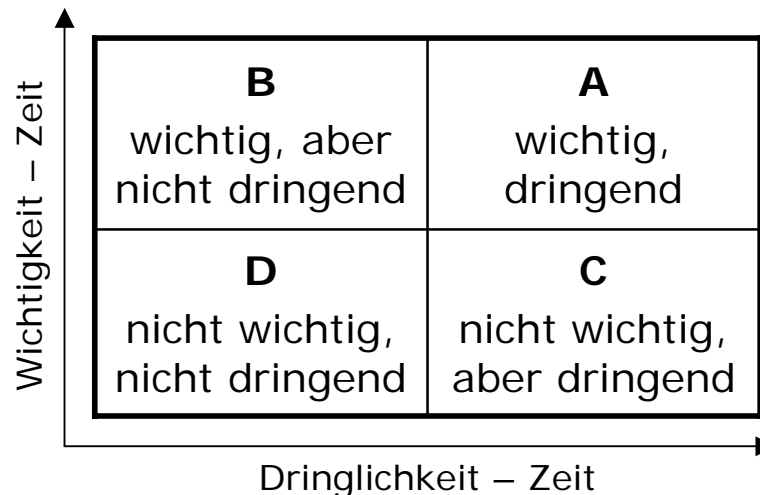 Wichtigkeit – Zeit
B
wichtig, aber
nicht dringend
A
wichtig,
dringend
D
nicht wichtig,
nicht dringend
C
nicht wichtig,
aber dringend
Dringlichkeit – Zeit